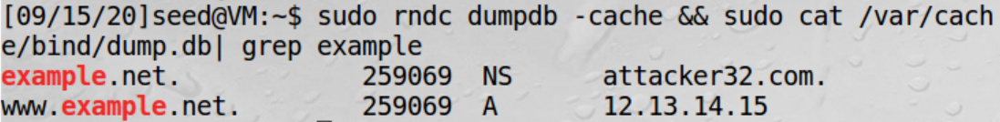 [09/15/20]seed@VM:~$ sudo rndc dumpdb -cache && sudo cat /var/cach
e/bind/dump.db| grep example
example.net. 259069 NS attacker32.com.
www.example.net. 259069 A 12.13.14.15